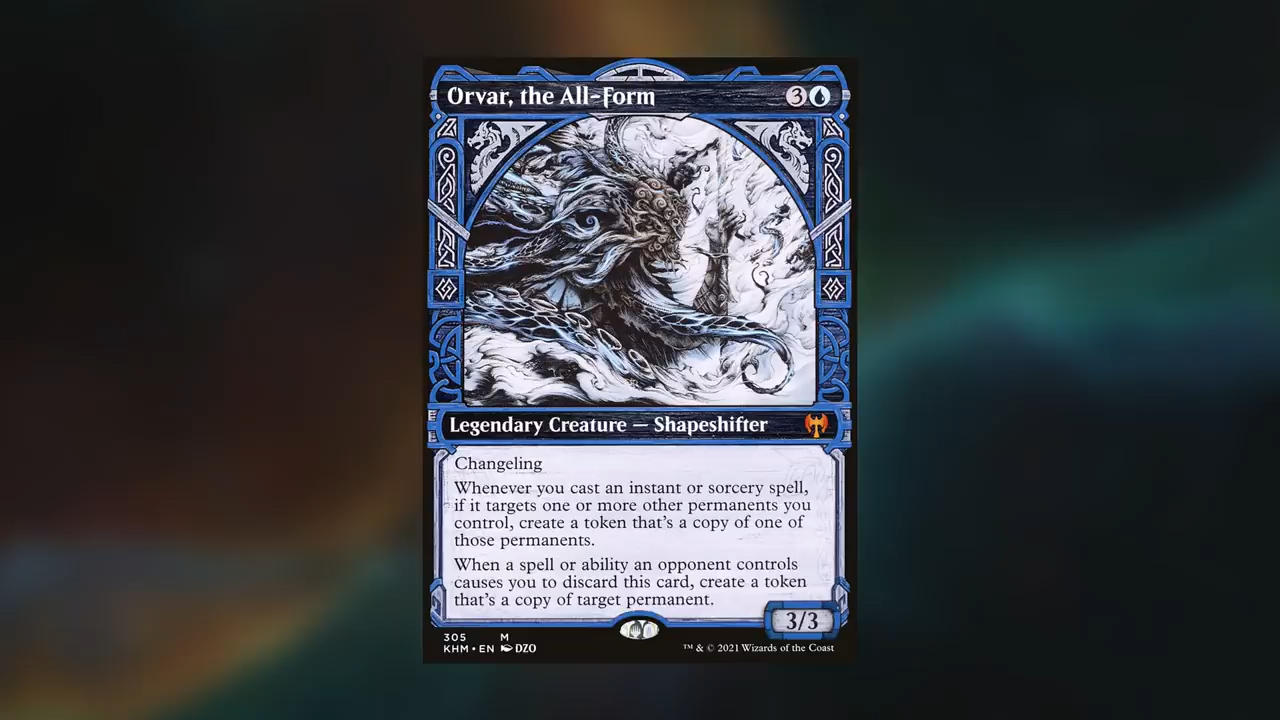 Orvar, the All-Form 3
Legendary Creature — Shapeshifter
Changeling
Whenever you cast an instant or sorcery spell,
if it targets one or more other permanents you
control, create a token that's a copy of one of
those permanents.
When a spell or ability an opponent controls
causes you to discard this card, create a token
that's a copy of target permanent.
3/3
305 M
KHM • EN DZO ™ & © 2021 Wizards of the Coast